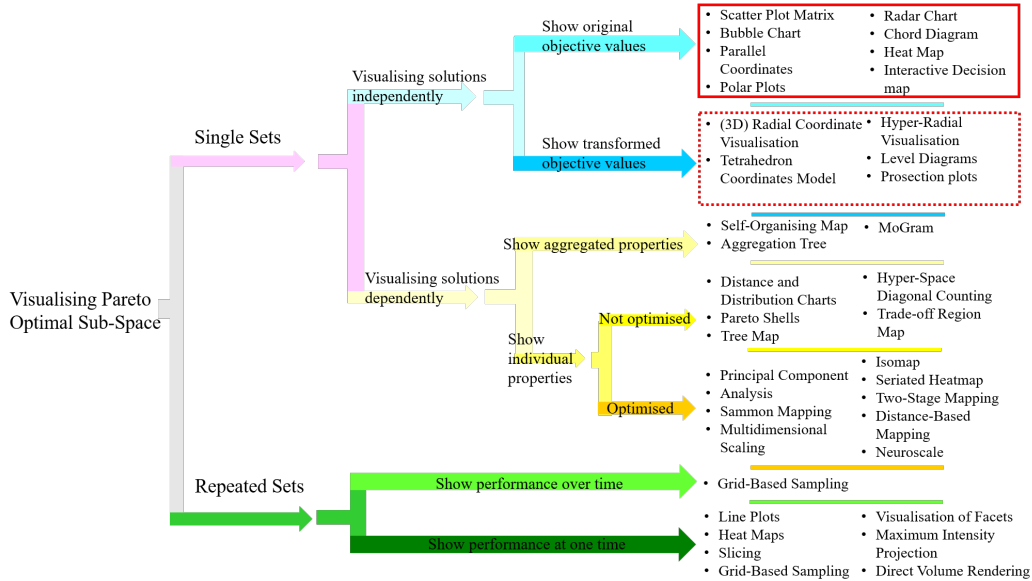 Visualising Pareto
Optimal Sub-Space
Single Sets
Visualising solutions
independently
Show original
objective values
• Scatter Plot Matrix
• Bubble Chart
• Parallel
Coordinates
• Polar Plots
• Radar Chart
• Chord Diagram
• Heat Map
• Interactive Decision
map
Show transformed
objective values
• (3D) Radial Coordinate
Visualisation
• Tetrahedron
Coordinates Model
• Hyper-Radial
Visualisation
• Level Diagrams
• Prosection plots
Visualising solutions
dependently
Show aggregated properties
• Self-Organising Map
• Aggregation Tree
• MoGram
Show
individual
properties
Not optimised
• Distance and
Distribution Charts
• Pareto Shells
• Tree Map
• Hyper-Space
Diagonal Counting
• Trade-off Region
Map
Optimised
• Principal Component
• Analysis
• Sammon Mapping
• Multidimensional
Scaling
• Isomap
• Seriated Heatmap
• Two-Stage Mapping
• Distance-Based
Mapping
• Neuroscale
Repeated Sets
Show performance over time
• Grid-Based Sampling
Show performance at one time
• Line Plots
• Heat Maps
• Slicing
• Grid-Based Sampling
• Visualisation of Facets
• Maximum Intensity
Projection
• Direct Volume Rendering